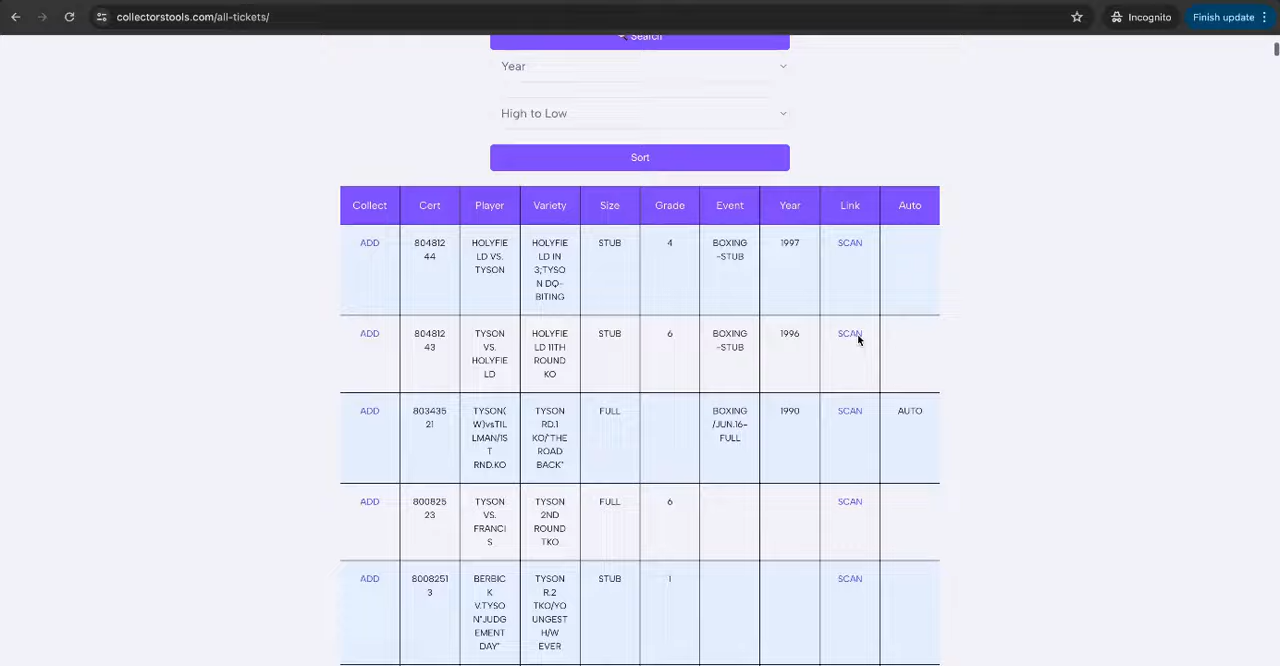 collectorstools.com/all-tickets/
Incognito
Finish update
Search
Year
High to Low
Sort
Collect Cert Player Variety Size Grade Event Year Link Auto
ADD 804812 HOLYFIE HOLYFIE STUB 4 BOXING 1997 SCAN
44 LD VS. LD IN -STUB
TYSON 3;TYSO
N DQ-
BITING
ADD 804812 TYSON HOLYFIE STUB 6 BOXING 1996 SCAN
43 VS. LD 11TH -STUB
HOLYFIE ROUND
LD KO
ADD 803435 TYSON( TYSON FULL BOXING 1990 SCAN AUTO
21 W)vsTIL RD.1 /JUN.16-
LMAN/1S KO/"THE FULL
T ROAD
RND.KO BACK"
ADD 800825 TYSON TYSON FULL 6 SCAN
23 VS. 2ND
FRANCI ROUND
S TKO
ADD 8008251 BERBIC TYSON STUB 1 SCAN
3 K R.2
V.TYSO TKO/YO
N"JUDG UNGEST
EMENT H/W
DAY" EVER